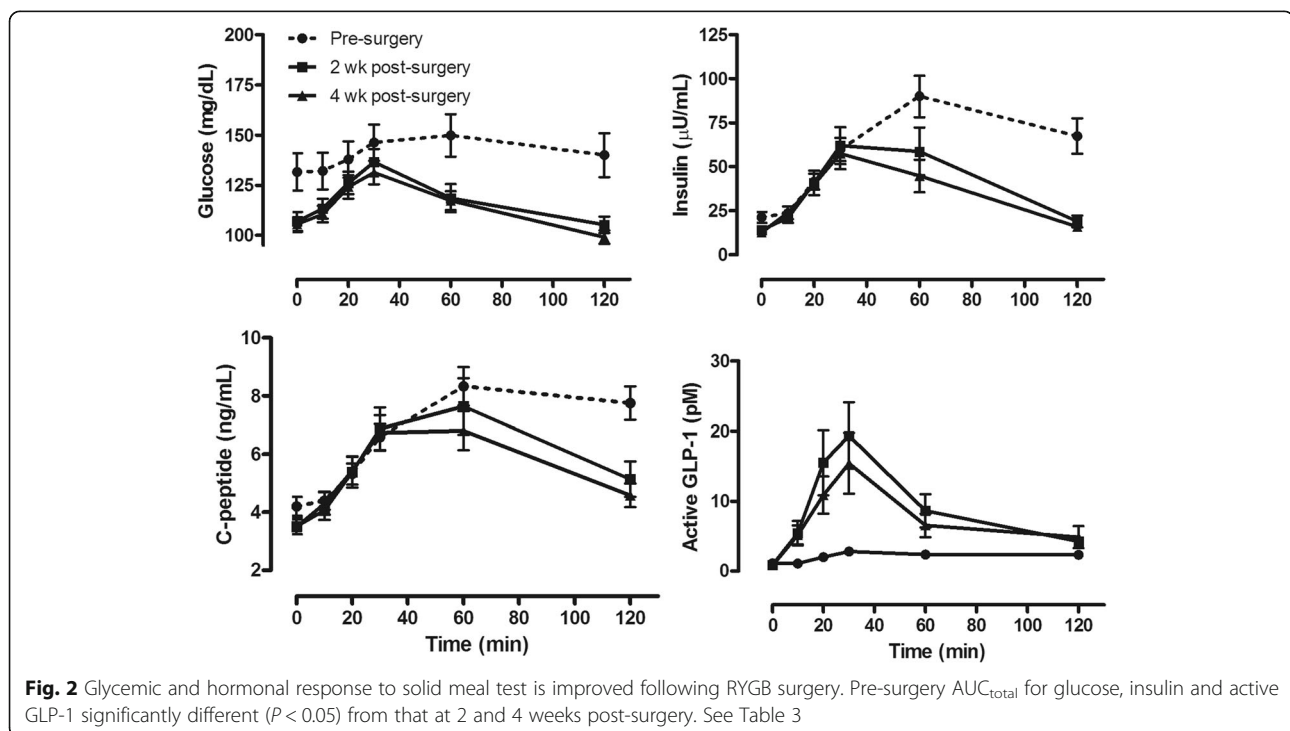 200
175
150
125
100
Glucose (mg/dL)
Pre-surgery
2 wk post-surgery
4 wk post-surgery
0 20 40 60 80 100 120
125
100
75
50
25
0
Insulin (µU/mL)
0 20 40 60 80 100 120
10
8
6
4
2
C-peptide (ng/mL)
0 20 40 60 80 100 120
Time (min)
30
20
10
0
Active GLP-1 (pM)
0 20 40 60 80 100 120
Time (min)
Fig. 2 Glycemic and hormonal response to solid meal test is improved following RYGB surgery. Pre-surgery AUCtotal for glucose, insulin and active
GLP-1 significantly different (P < 0.05) from that at 2 and 4 weeks post-surgery. See Table 3